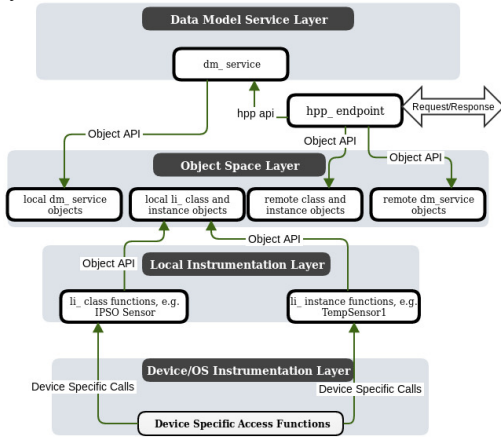 Data Model Service Layer
dm_ service
hpp api
hpp_ endpoint
Request/Response
Object API
Object API
Object API
Object Space Layer
local dm_service
objects
local li_ class and
instance objects
remote class and
instance objects
remote dm_service
objects
Object API
Object API
Local Instrumentation Layer
li_ class functions, e.g.
IPSO Sensor
li_ instance functions, e.g.
TempSensor1
Device/OS Instrumentation Layer
Device Specific Calls
Device Specific Calls
Device Specific Access Functions